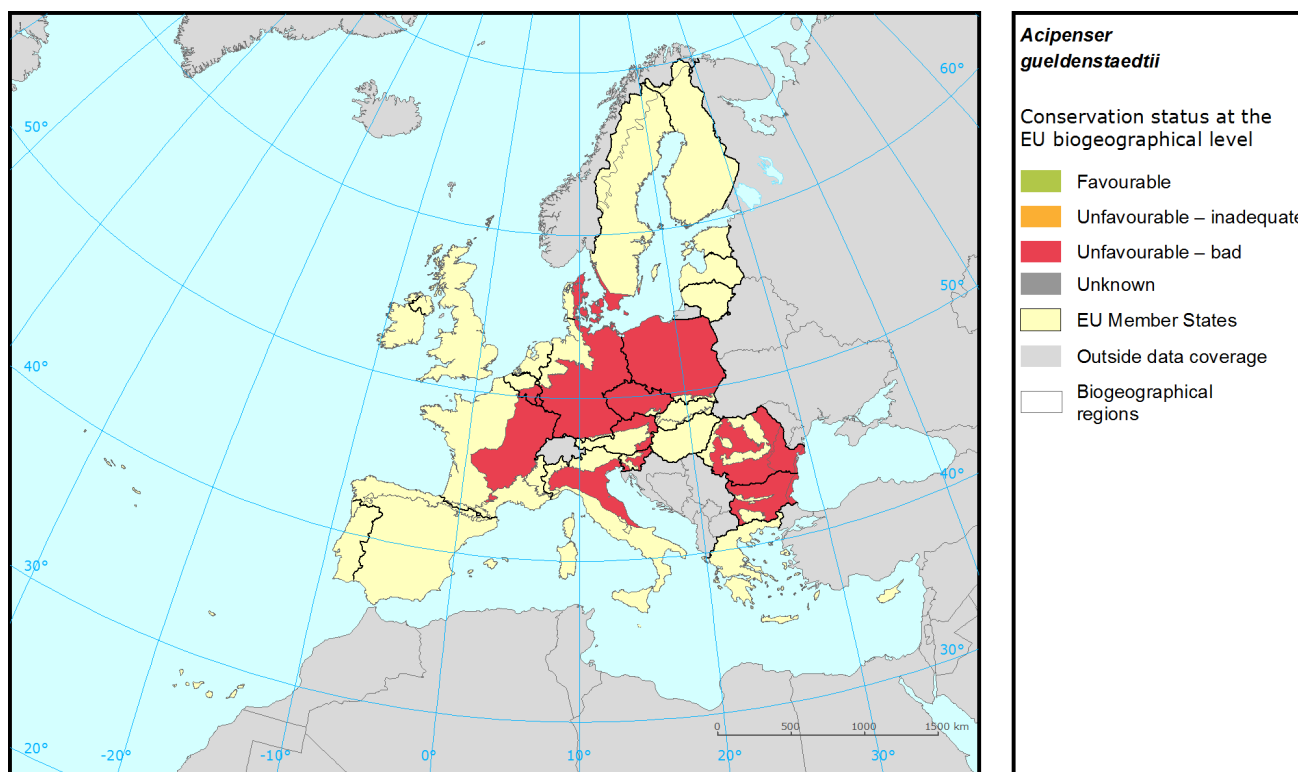 Acipenser
gueldenstaedtii
Conservation status at the
EU biogeographical level
Favourable
Unfavourable – inadequate
Unfavourable – bad
Unknown
EU Member States
Outside data coverage
Biogeographical
regions
60°
50°
50°
40°
40°
30°
30°
0 500 1000 1500 km
20°
-20° -10° 0° 10° 20° 30°